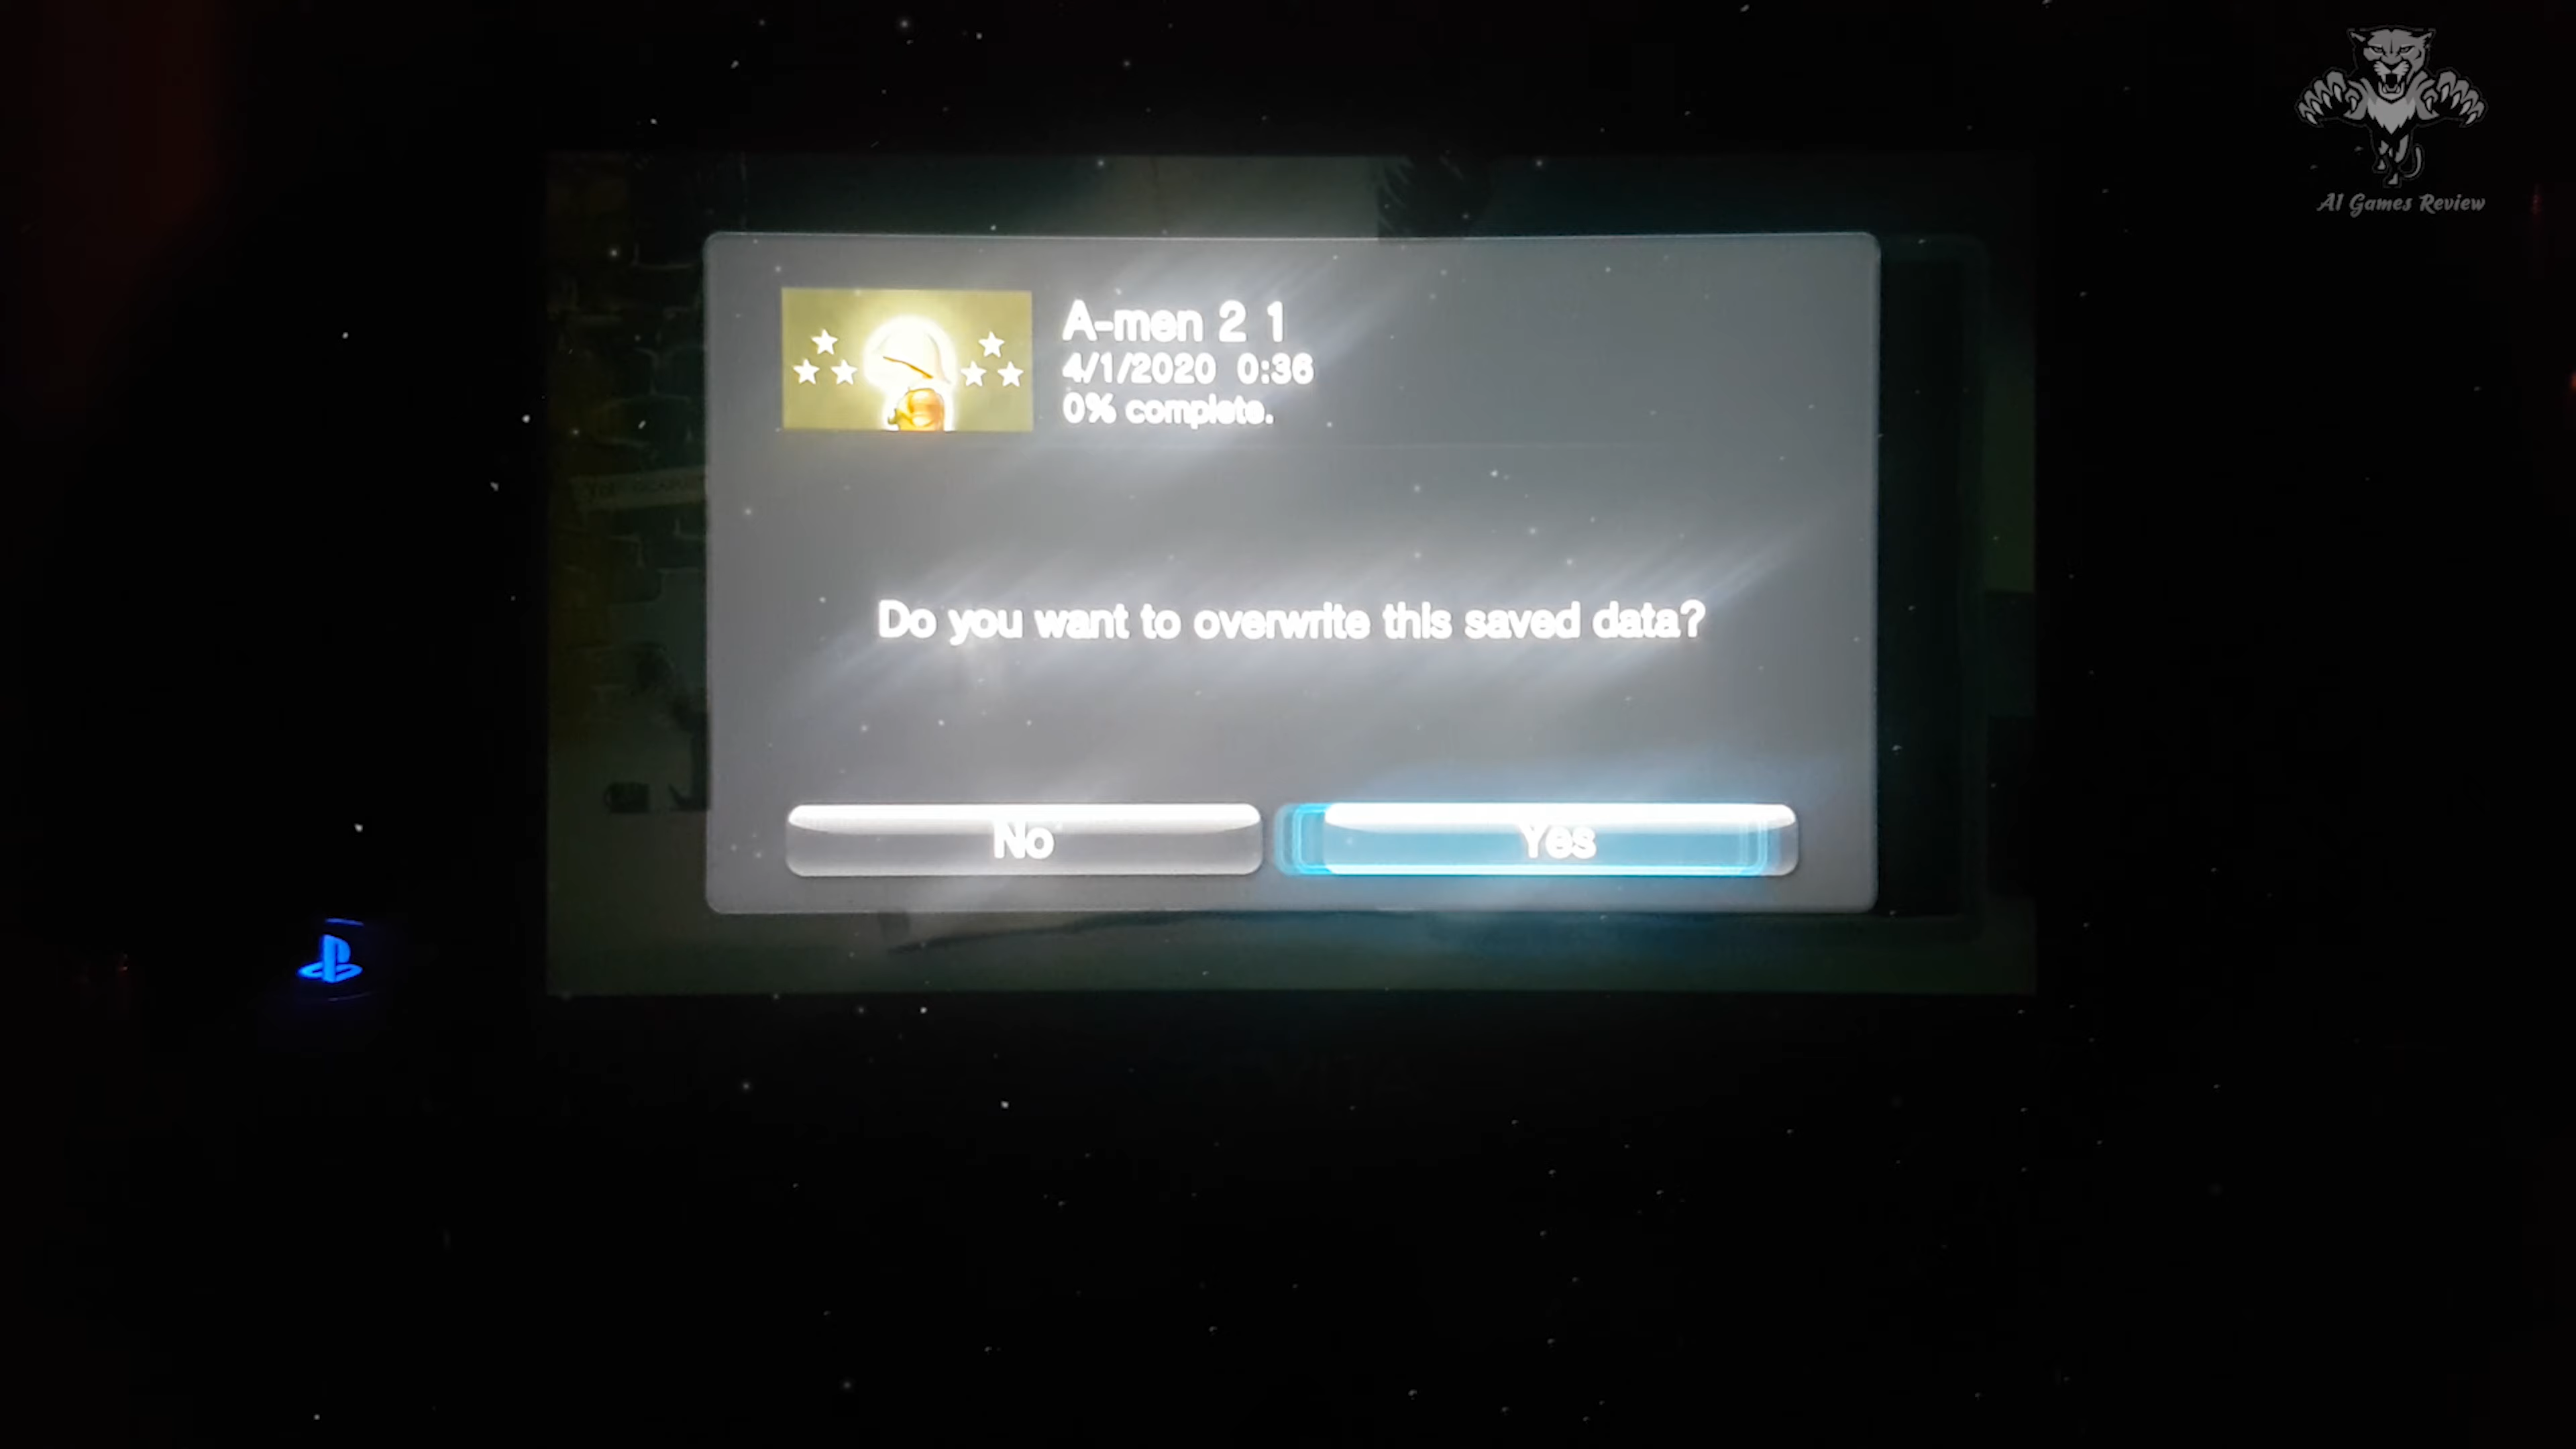 A1 Games Review
A-men 2 1
4/1/2020 0:36
0% complete.
Do you want to overwrite this saved data?
No
Yes